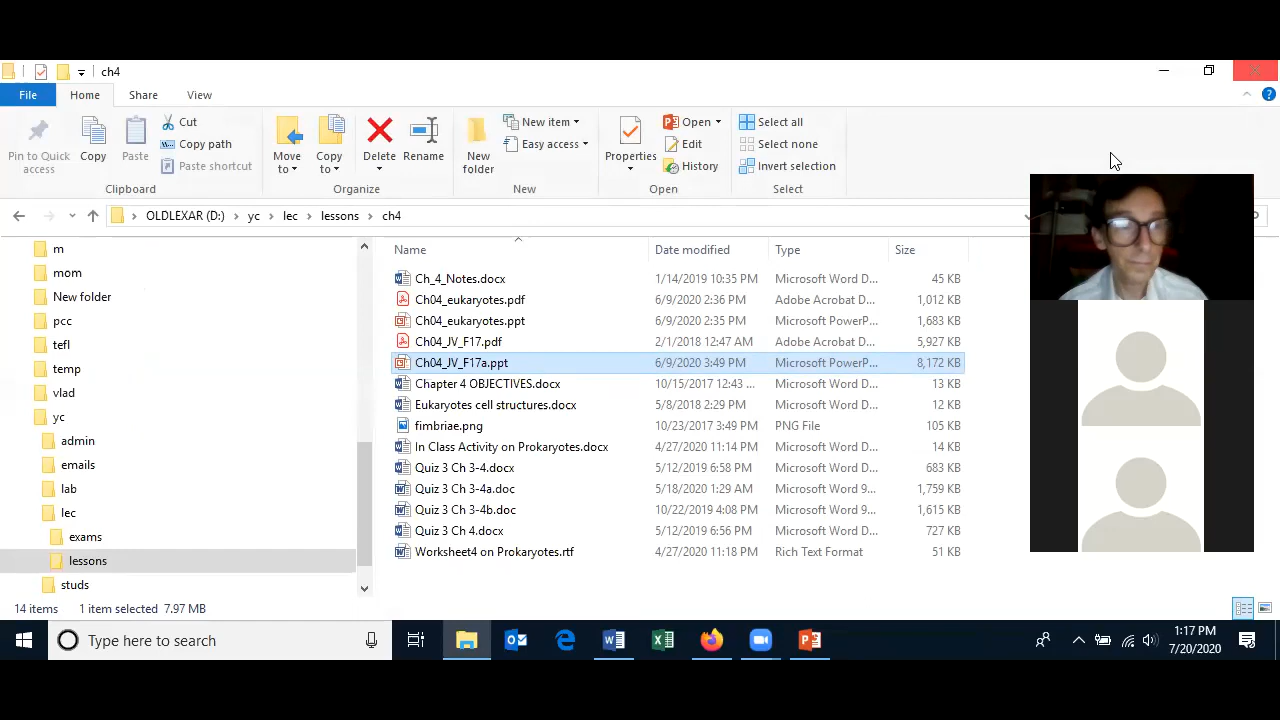 ch4
File Home Share View
Pin to Quick access
Copy
Paste
Cut
Copy path
Paste shortcut
Clipboard
Move to
Copy to
Delete
Rename
Organize
New folder
New item
Easy access
New
Properties
Open
Edit
History
Open
Select all
Select none
Invert selection
Select
OLDLEXAR (D:) yc lec lessons ch4
m
mom
New folder
pcc
tefl
temp
vlad
yc
admin
emails
lab
lec
exams
lessons
studs
Name Date modified Type Size
Ch_4_Notes.docx 1/14/2019 10:35 PM Microsoft Word D... 45 KB
Ch04_eukaryotes.pdf 6/9/2020 2:36 PM Adobe Acrobat D... 1,012 KB
Ch04_eukaryotes.ppt 6/9/2020 2:35 PM Microsoft PowerP... 1,683 KB
Ch04_JV_F17.pdf 2/1/2018 12:47 AM Adobe Acrobat D... 5,927 KB
Ch04_JV_F17a.ppt 6/9/2020 3:49 PM Microsoft PowerP... 8,172 KB
Chapter 4 OBJECTIVES.docx 10/15/2017 12:43 ... Microsoft Word D... 13 KB
Eukaryotes cell structures.docx 5/8/2018 2:29 PM Microsoft Word D... 12 KB
fimbriae.png 10/23/2017 3:49 PM PNG File 105 KB
In Class Activity on Prokaryotes.docx 4/27/2020 11:14 PM Microsoft Word D... 14 KB
Quiz 3 Ch 3-4.docx 5/12/2019 6:58 PM Microsoft Word D... 683 KB
Quiz 3 Ch 3-4a.doc 5/18/2020 1:29 AM Microsoft Word 9... 1,759 KB
Quiz 3 Ch 3-4b.doc 10/22/2019 4:08 PM Microsoft Word 9... 1,615 KB
Quiz 3 Ch 4.docx 5/12/2019 6:56 PM Microsoft Word D... 727 KB
Worksheet4 on Prokaryotes.rtf 4/27/2020 11:18 PM Rich Text Format 51 KB
14 items 1 item selected 7.97 MB
Type here to search
1:17 PM
7/20/2020